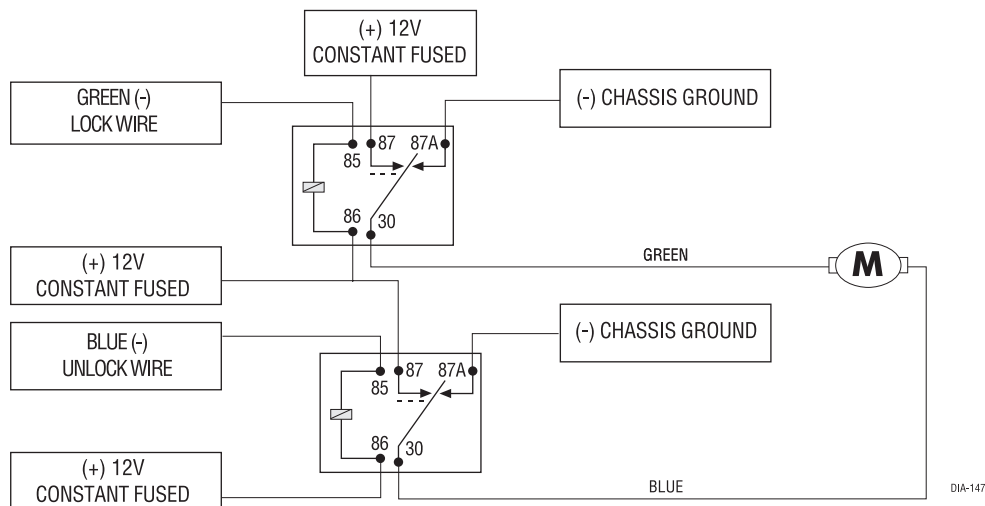 (+) 12V
CONSTANT FUSED
GREEN (-)
LOCK WIRE
(-) CHASSIS GROUND
87 87A
85
86
30
GREEN
M
(+) 12V
CONSTANT FUSED
(-) CHASSIS GROUND
BLUE (-)
UNLOCK WIRE
87 87A
85
86
30
(+) 12V
CONSTANT FUSED
BLUE
DIA-147